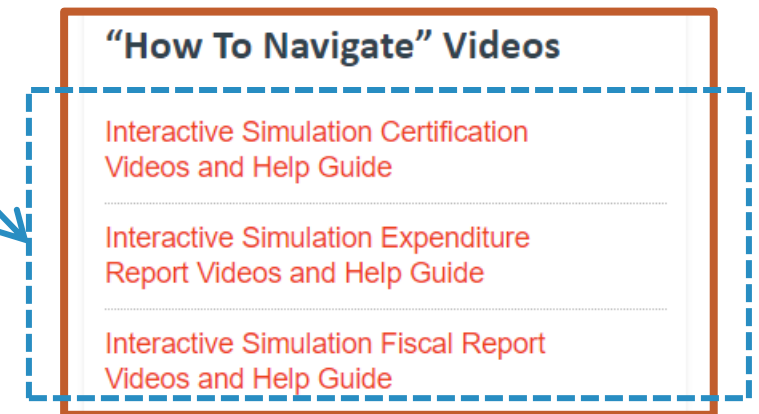 “How To Navigate” Videos
Interactive Simulation Certification
Videos and Help Guide
Interactive Simulation Expenditure
Report Videos and Help Guide
Interactive Simulation Fiscal Report
Videos and Help Guide